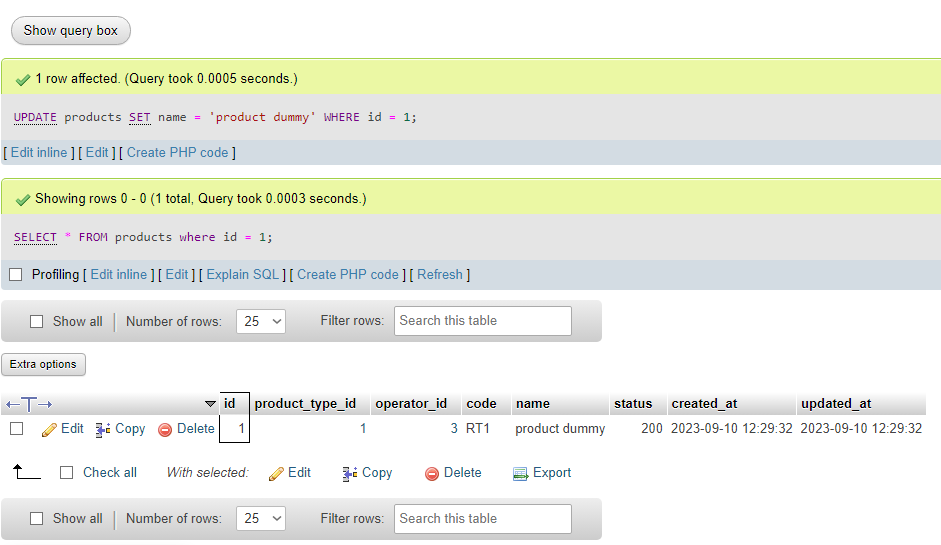 Show query box
1 row affected. (Query took 0.0005 seconds.)
UPDATE products SET name = 'product dummy' WHERE id = 1;
[ Edit inline ] [ Edit ] [ Create PHP code ]
Showing rows 0 - 0 (1 total, Query took 0.0003 seconds.)
SELECT * FROM products where id = 1;
Profiling [ Edit inline ] [ Edit ] [ Explain SQL ] [ Create PHP code ] [ Refresh ]
Show all Number of rows: 25 Filter rows: Search this table
Extra options
id product_type_id operator_id code name status created_at updated_at
Edit Copy Delete 1 1 3 RT1 product dummy 200 2023-09-10 12:29:32 2023-09-10 12:29:32
Check all With selected: Edit Copy Delete Export
Show all Number of rows: 25 Filter rows: Search this table